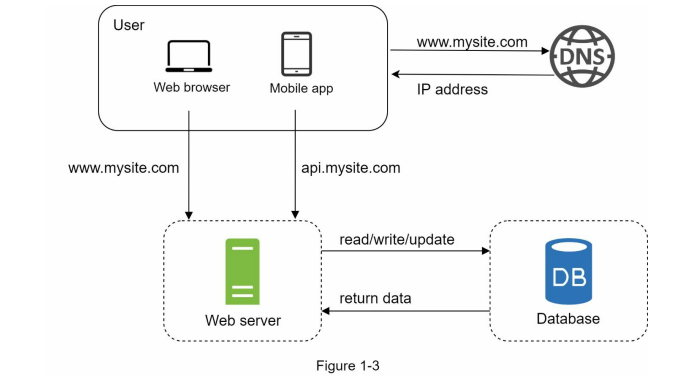 User
www.mysite.com
DNS
Web browser
Mobile app
IP address
www.mysite.com
api.mysite.com
read/write/update
DB
return data
Web server
Database
Figure 1-3